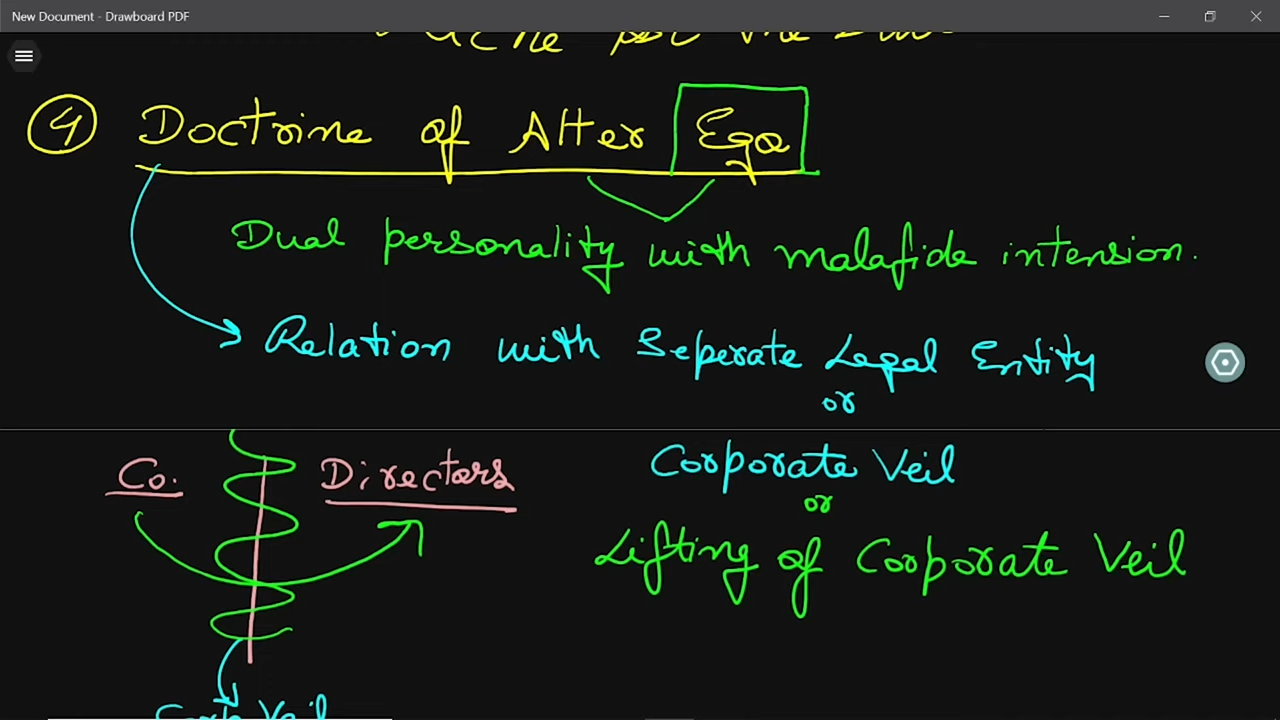 New Document - Drawboard PDF
④ Doctrine of Alter Ego
Dual personality with malafide intension.
Relation with Seperate Legal Entity
or
Corporate Veil
or
Lifting of Corporate Veil
Co. Directors
Veil